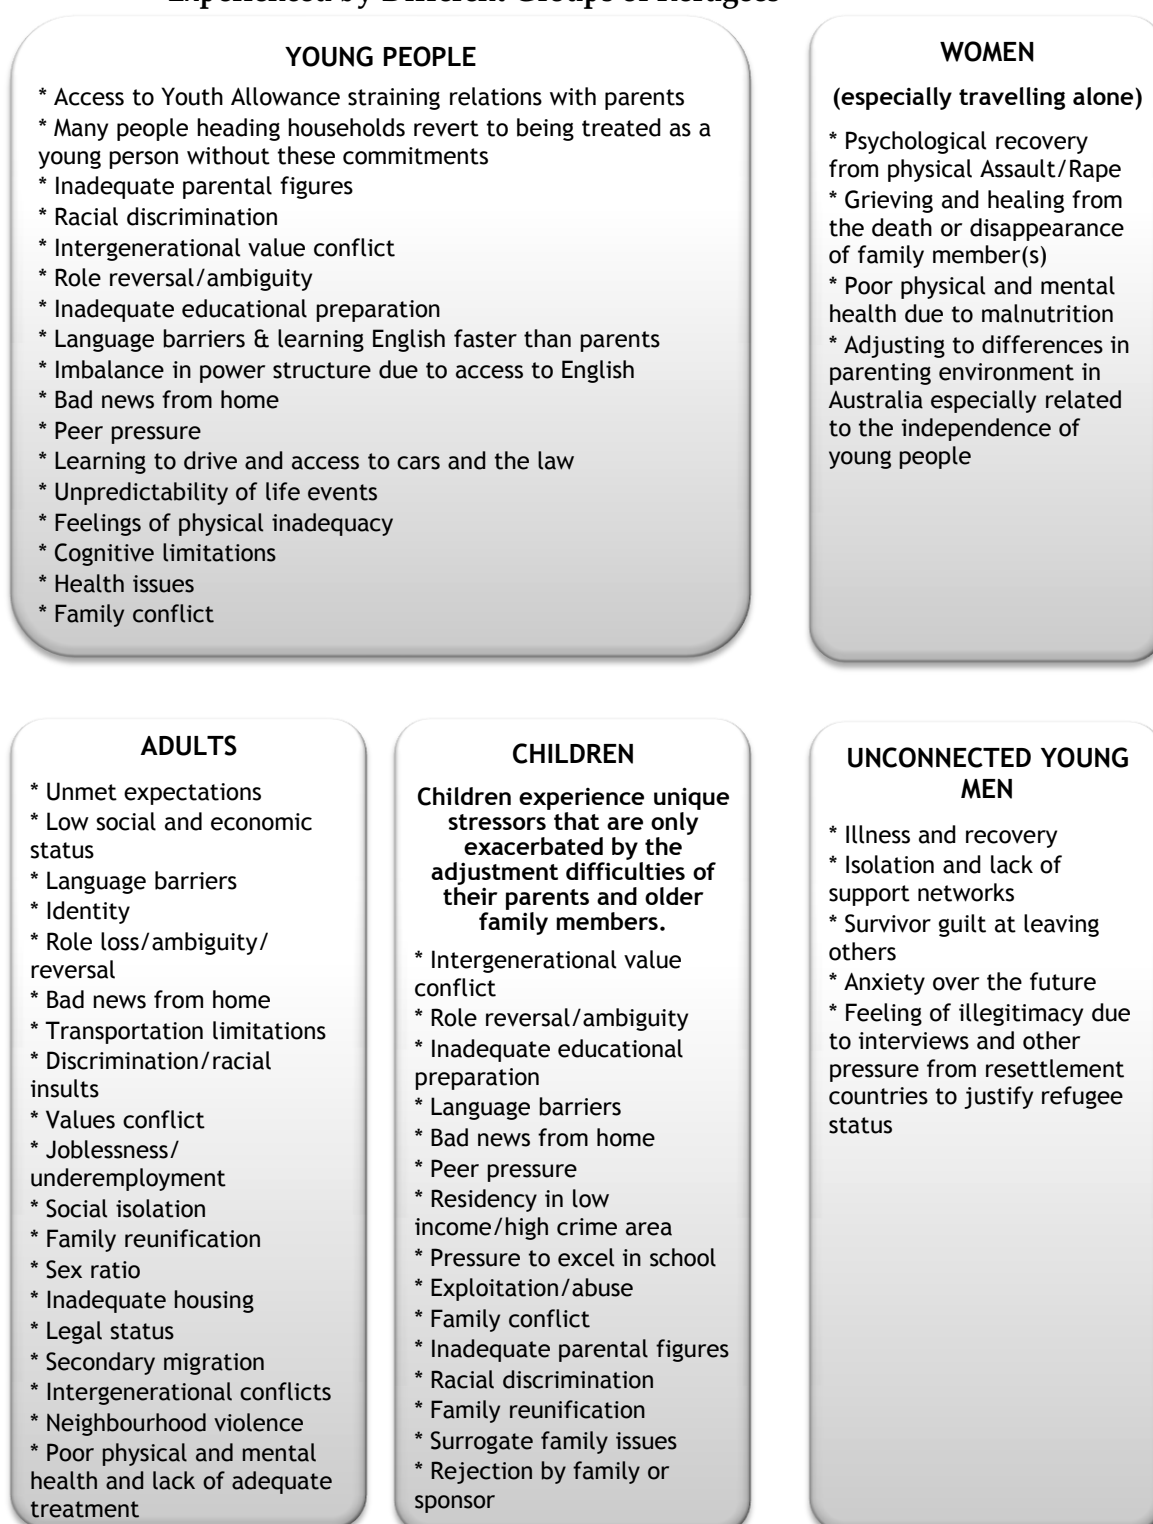 Experienced by Different Groups of Refugees
YOUNG PEOPLE
* Access to Youth Allowance straining relations with parents
* Many people heading households revert to being treated as a
young person without these commitments
* Inadequate parental figures
* Racial discrimination
* Intergenerational value conflict
* Role reversal/ambiguity
* Inadequate educational preparation
* Language barriers & learning English faster than parents
* Imbalance in power structure due to access to English
* Bad news from home
* Peer pressure
* Learning to drive and access to cars and the law
* Unpredictability of life events
* Feelings of physical inadequacy
* Cognitive limitations
* Health issues
* Family conflict
WOMEN
(especially travelling alone)
* Psychological recovery
from physical Assault/Rape
* Grieving and healing from
the death or disappearance
of family member(s)
* Poor physical and mental
health due to malnutrition
* Adjusting to differences in
parenting environment in
Australia especially related
to the independence of
young people
ADULTS
* Unmet expectations
* Low social and economic
status
* Language barriers
* Identity
* Role loss/ambiguity/
reversal
* Bad news from home
* Transportation limitations
* Discrimination/racial
insults
* Values conflict
* Joblessness/
underemployment
* Social isolation
* Family reunification
* Sex ratio
* Inadequate housing
* Legal status
* Secondary migration
* Intergenerational conflicts
* Neighbourhood violence
* Poor physical and mental
health and lack of adequate
treatment
CHILDREN
Children experience unique
stressors that are only
exacerbated by the
adjustment difficulties of
their parents and older
family members.
* Intergenerational value
conflict
* Role reversal/ambiguity
* Inadequate educational
preparation
* Language barriers
* Bad news from home
* Peer pressure
* Residency in low
income/high crime area
* Pressure to excel in school
* Exploitation/abuse
* Family conflict
* Inadequate parental figures
* Racial discrimination
* Family reunification
* Surrogate family issues
* Rejection by family or
sponsor
UNCONNECTED YOUNG
MEN
* Illness and recovery
* Isolation and lack of
support networks
* Survivor guilt at leaving
others
* Anxiety over the future
* Feeling of illegitimacy due
to interviews and other
pressure from resettlement
countries to justify refugee
status